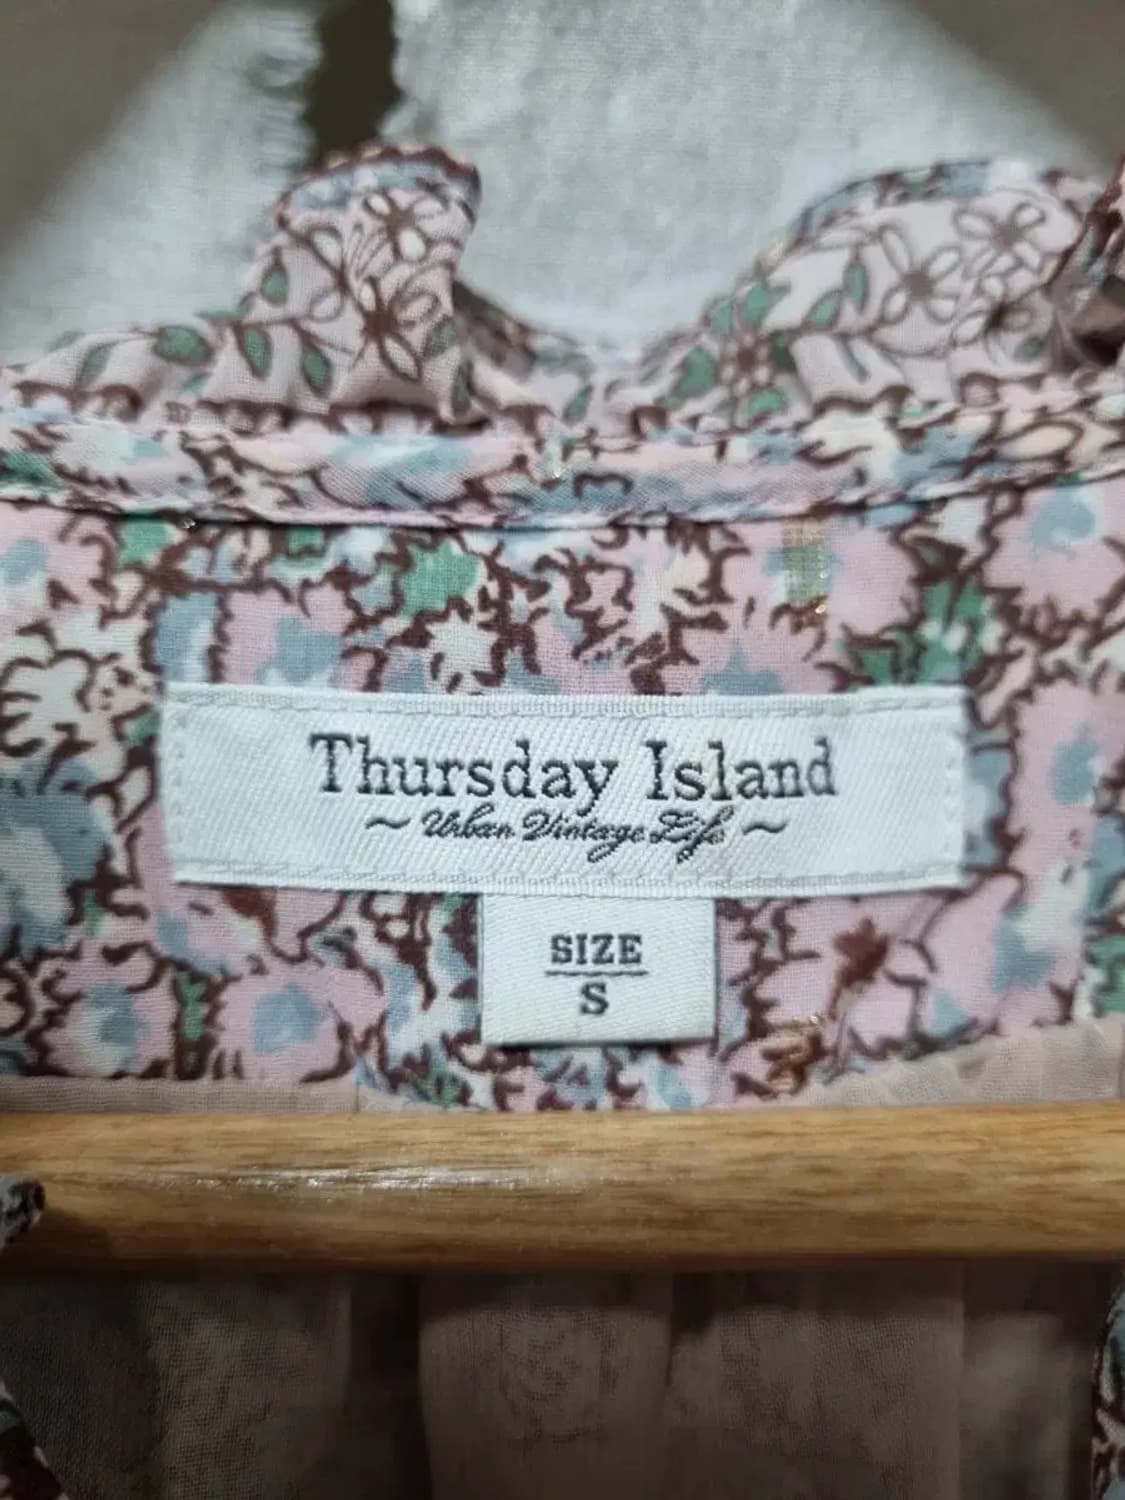 Thursday Island
~ Urban Vintage Life ~
SIZE
S